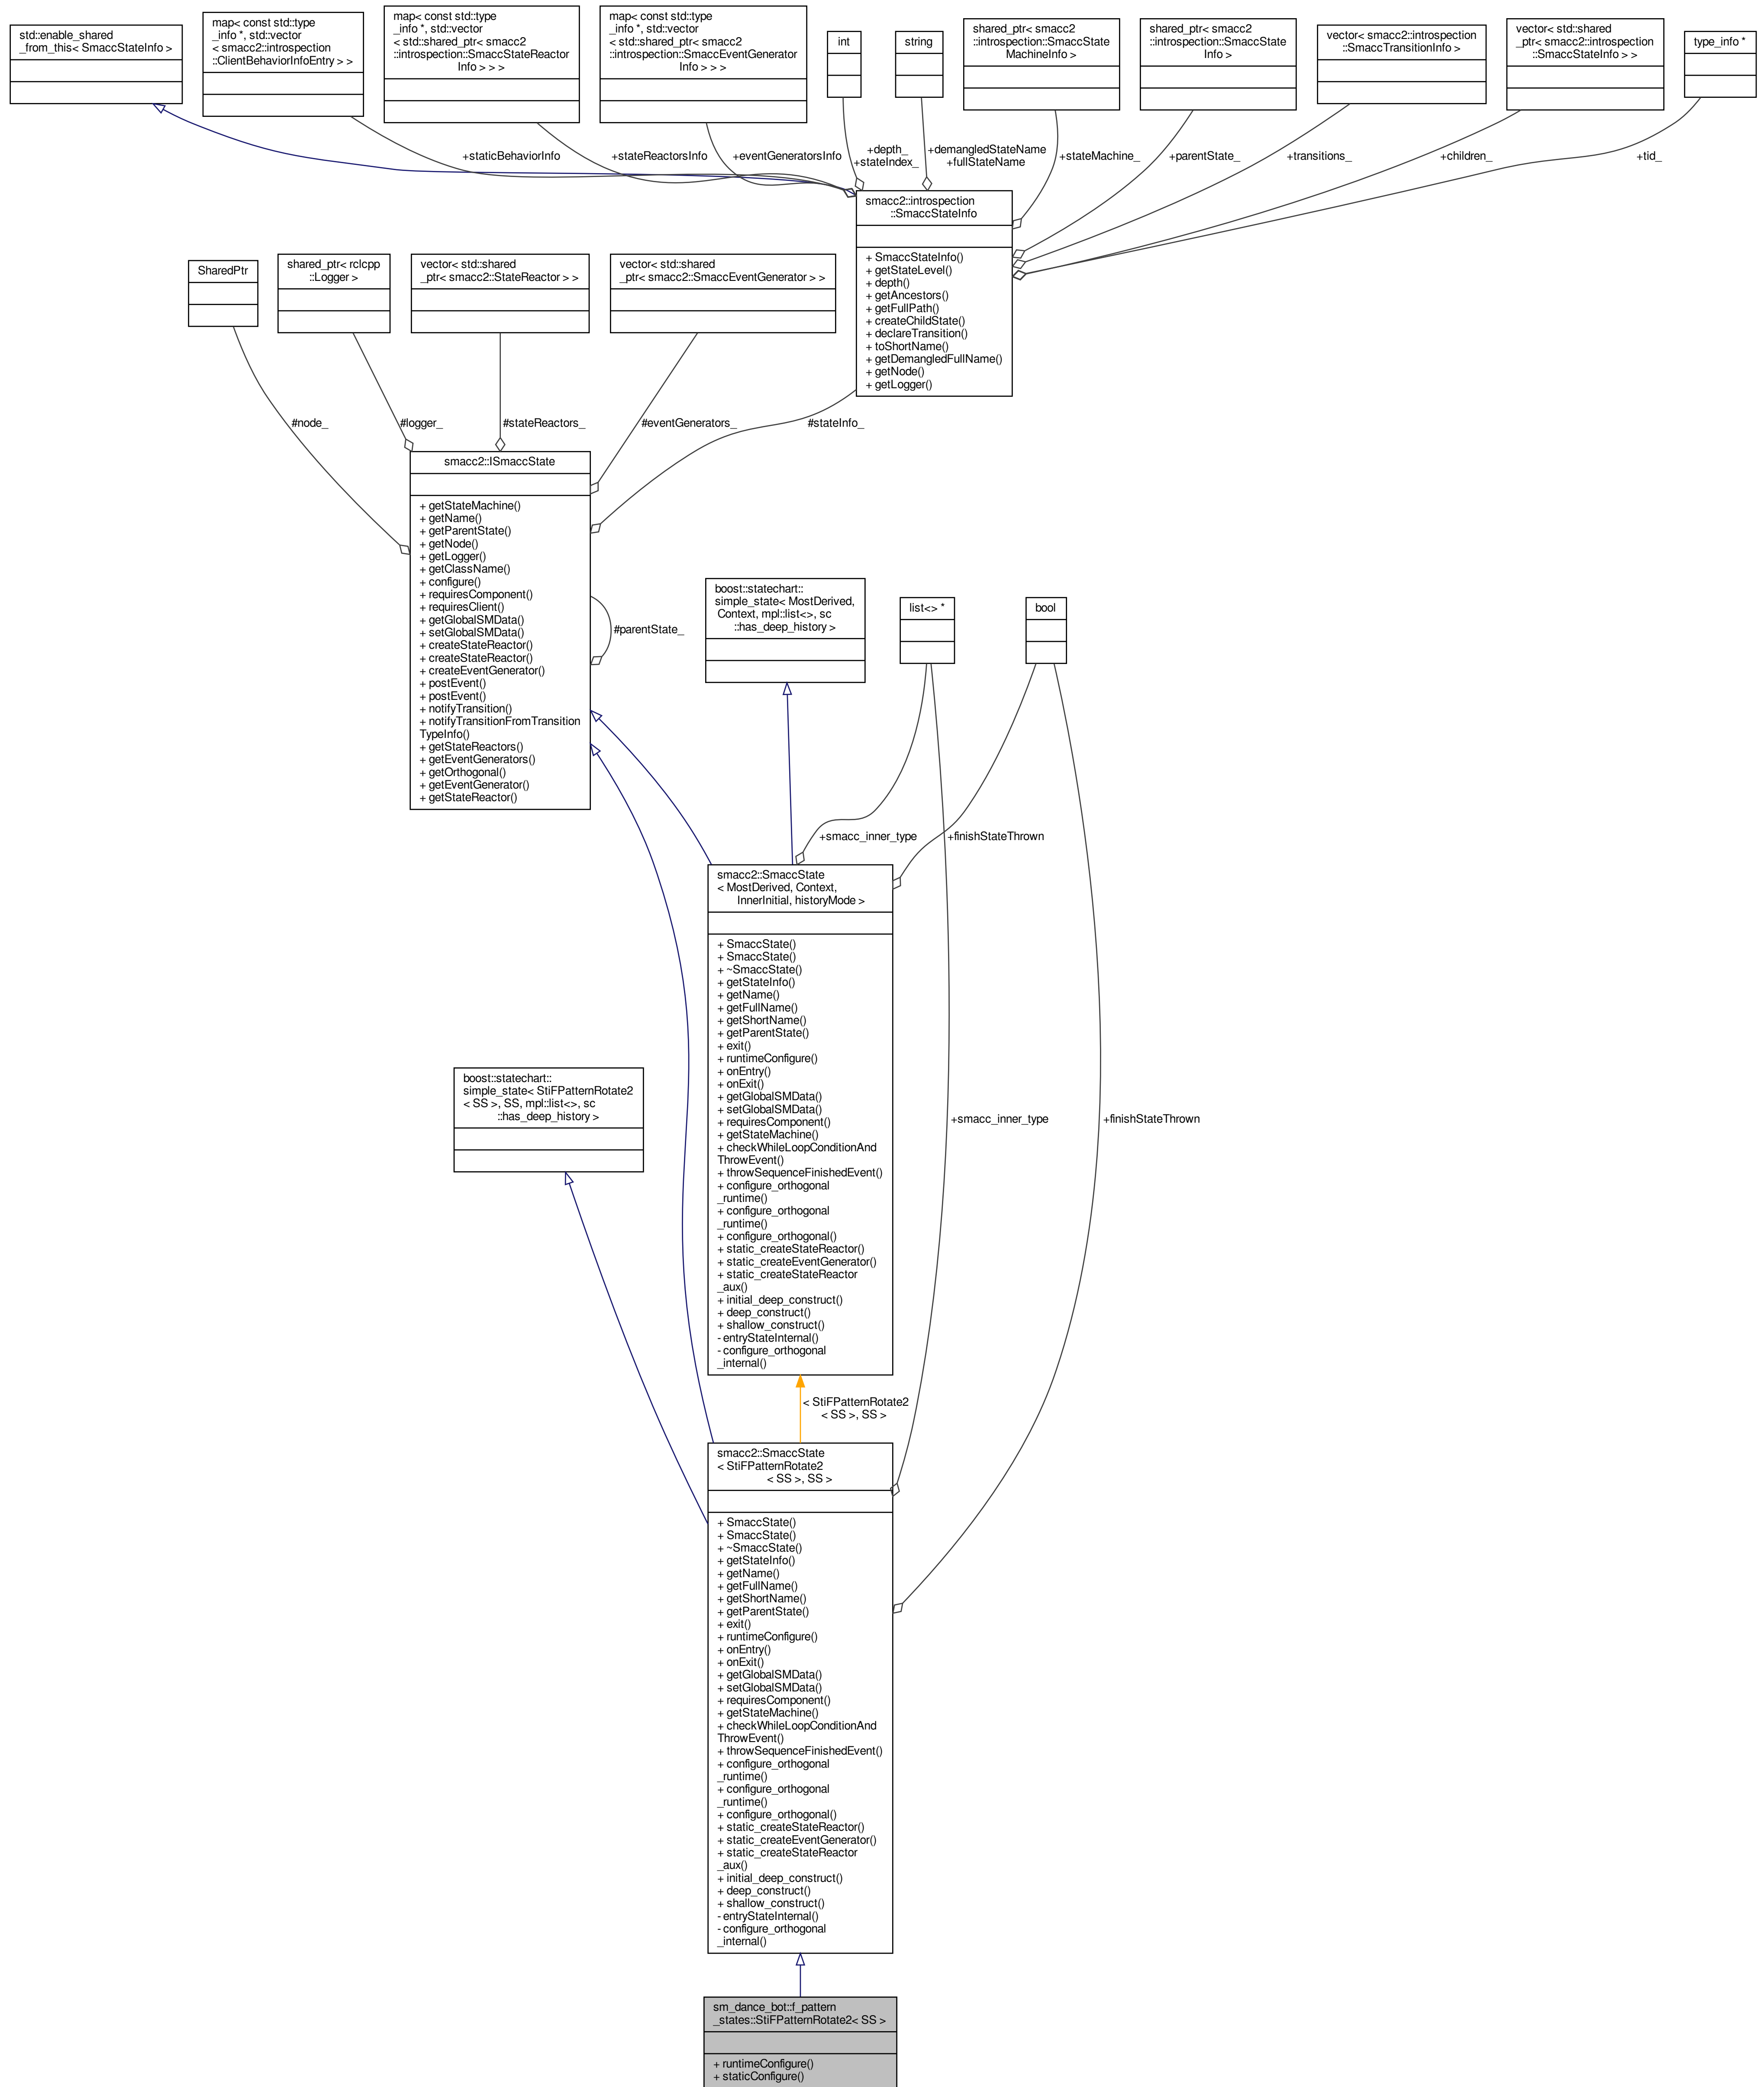 std::enable_shared
_from_this< SmaccStateInfo >
map< const std::type
_info *, std::vector
< smacc2::introspection
::ClientBehaviorInfoEntry > >
map< const std::type
_info *, std::vector
< std::shared_ptr< smacc2
::introspection::SmaccStateReactor
Info > > >
map< const std::type
_info *, std::vector
< std::shared_ptr< smacc2
::introspection::SmaccEventGenerator
Info > > >
int
string
shared_ptr< smacc2
::introspection::SmaccState
MachineInfo >
shared_ptr< smacc2
::introspection::SmaccState
Info >
vector< smacc2::introspection
::SmaccTransitionInfo >
vector< std::shared
_ptr< smacc2::introspection
::SmaccStateInfo > >
type_info *
+staticBehaviorInfo
+stateReactorsInfo
+eventGeneratorsInfo
+depth_
+stateIndex_
+demangledStateName
+fullStateName
+stateMachine_
+parentState_
+transitions_
+children_
+tid_
smacc2::introspection
::SmaccStateInfo
+ SmaccStateInfo()
+ getStateLevel()
+ depth()
+ getAncestors()
+ getFullPath()
+ createChildState()
+ declareTransition()
+ toShortName()
+ getDemangledFullName()
+ getNode()
+ getLogger()
SharedPtr
shared_ptr< rclcpp
::Logger >
vector< std::shared
_ptr< smacc2::StateReactor > >
vector< std::shared
_ptr< smacc2::SmaccEventGenerator > >
#node_
#logger_
#stateReactors_
#eventGenerators_
#stateInfo_
smacc2::ISmaccState
+ getStateMachine()
+ getName()
+ getParentState()
+ getNode()
+ getLogger()
+ getClassName()
+ configure()
+ requiresComponent()
+ requiresClient()
+ getGlobalSMData()
+ setGlobalSMData()
+ createStateReactor()
+ createStateReactor()
+ createEventGenerator()
+ postEvent()
+ postEvent()
+ notifyTransition()
+ notifyTransitionFromTransition
TypeInfo()
+ getStateReactors()
+ getEventGenerators()
+ getOrthogonal()
+ getEventGenerator()
+ getStateReactor()
#parentState_
boost::statechart::
simple_state< MostDerived,
Context, mpl::list<>, sc
::has_deep_history >
list<> *
bool
+smacc_inner_type
+finishStateThrown
smacc2::SmaccState
< MostDerived, Context,
InnerInitial, historyMode >
+ SmaccState()
+ SmaccState()
+ ~SmaccState()
+ getStateInfo()
+ getName()
+ getFullName()
+ getShortName()
+ getParentState()
+ exit()
+ runtimeConfigure()
+ onEntry()
+ onExit()
+ getGlobalSMData()
+ setGlobalSMData()
+ requiresComponent()
+ getStateMachine()
+ checkWhileLoopConditionAnd
ThrowEvent()
+ throwSequenceFinishedEvent()
+ configure_orthogonal
_runtime()
+ configure_orthogonal
_runtime()
+ configure_orthogonal()
+ static_createStateReactor()
+ static_createEventGenerator()
+ static_createStateReactor
_aux()
+ initial_deep_construct()
+ deep_construct()
+ shallow_construct()
- entryStateInternal()
- configure_orthogonal
_internal()
boost::statechart::
simple_state< StiFPatternRotate2
< SS >, SS, mpl::list<>, sc
::has_deep_history >
+smacc_inner_type
+finishStateThrown
< StiFPatternRotate2
< SS >, SS >
smacc2::SmaccState
< StiFPatternRotate2
< SS >, SS >
+ SmaccState()
+ SmaccState()
+ ~SmaccState()
+ getStateInfo()
+ getName()
+ getFullName()
+ getShortName()
+ getParentState()
+ exit()
+ runtimeConfigure()
+ onEntry()
+ onExit()
+ getGlobalSMData()
+ setGlobalSMData()
+ requiresComponent()
+ getStateMachine()
+ checkWhileLoopConditionAnd
ThrowEvent()
+ throwSequenceFinishedEvent()
+ configure_orthogonal
_runtime()
+ configure_orthogonal
_runtime()
+ configure_orthogonal()
+ static_createStateReactor()
+ static_createEventGenerator()
+ static_createStateReactor
_aux()
+ initial_deep_construct()
+ deep_construct()
+ shallow_construct()
- entryStateInternal()
- configure_orthogonal
_internal()
sm_dance_bot::f_pattern
_states::StiFPatternRotate2< SS >
+ runtimeConfigure()
+ staticConfigure()